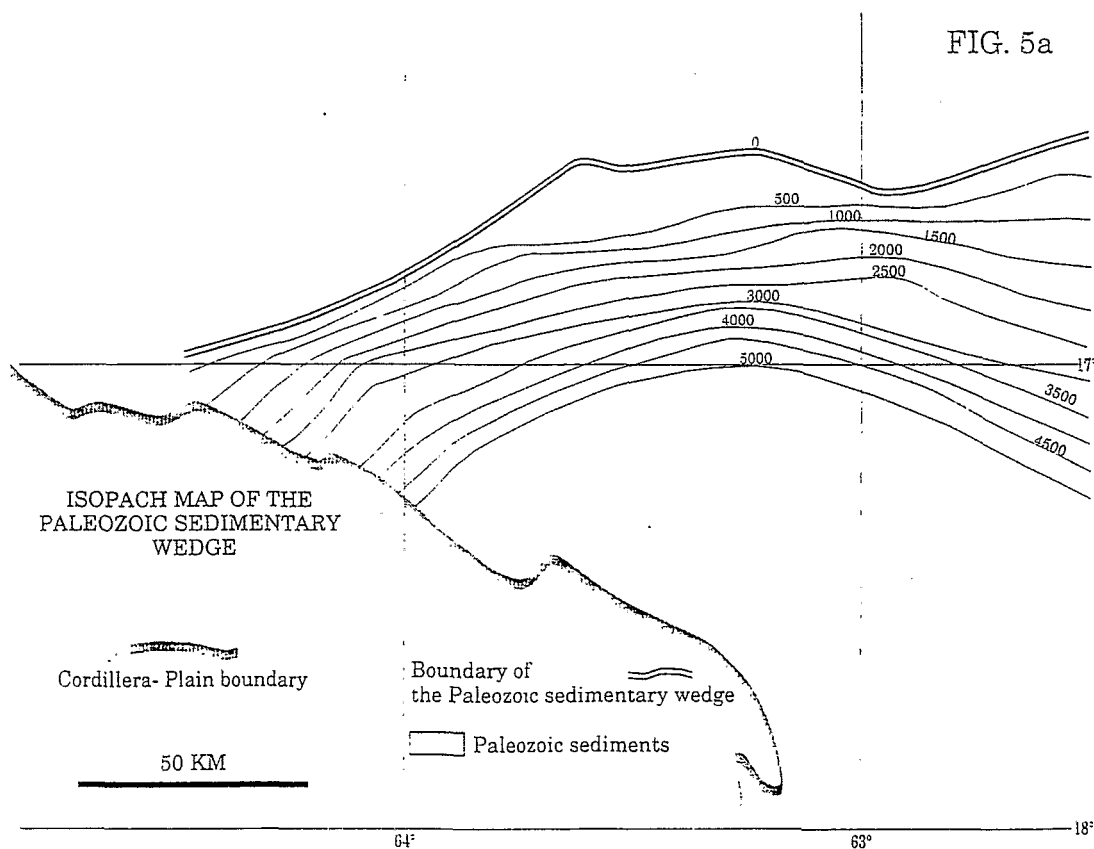 FIG. 5a
0
500
1000
1500
2000
2500
3000
4000
5000
17°
3500
4500
ISOPACH MAP OF THE
PALEOZOIC SEDIMENTARY
WEDGE
Cordillera- Plain boundary
Boundary of
the Paleozoic sedimentary wedge
Paleozoic sediments
50 KM
64°
63°
18°